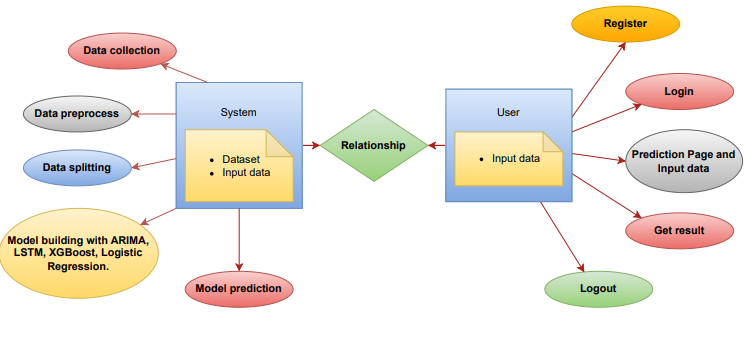 Register
Data collection
Login
System
User
Data preprocess
Relationship
Prediction Page and
Input data
• Dataset
• Input data
• Input data
Data splitting
Get result
Model building with ARIMA,
LSTM, XGBoost, Logistic
Regression.
Model prediction
Logout